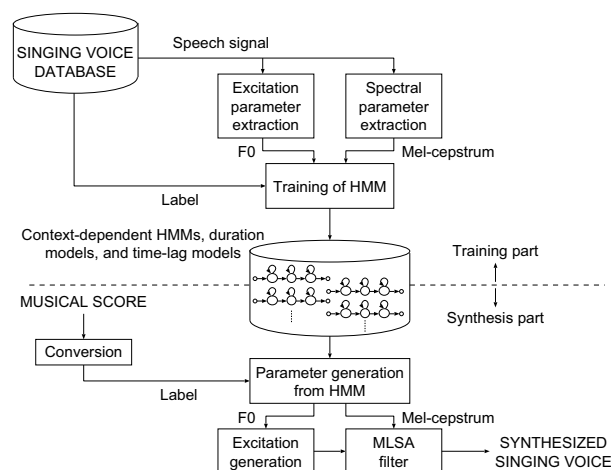 SINGING VOICE
DATABASE
Speech signal
Excitation
parameter
extraction
Spectral
parameter
extraction
F0
Mel-cepstrum
Label
Training of HMM
Context-dependent HMMs, duration
models, and time-lag models
Training part
Synthesis part
MUSICAL SCORE
Conversion
Label
Parameter generation
from HMM
F0
Mel-cepstrum
Excitation
generation
MLSA
filter
SYNTHESIZED
SINGING VOICE